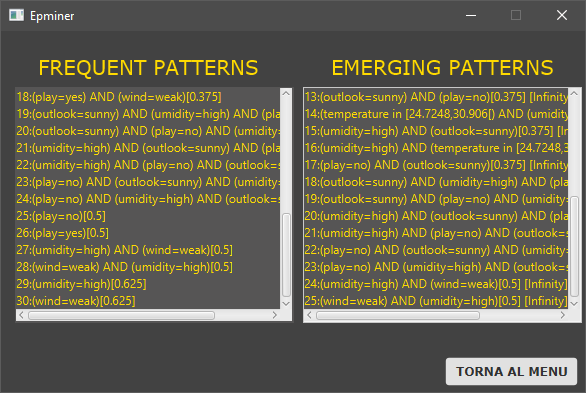 Epminer
FREQUENT PATTERNS
18:(play=yes) AND (wind=weak)[0.375]
19:(outlook=sunny) AND (umidity=high) AND (pla
20:(outlook=sunny) AND (play=no) AND (umidity=
21:(umidity=high) AND (outlook=sunny) AND (pla
22:(umidity=high) AND (play=no) AND (outlook=s
23:(play=no) AND (outlook=sunny) AND (umidity=
24:(play=no) AND (umidity=high) AND (outlook=s
25:(play=no)[0.5]
26:(play=yes)[0.5]
27:(umidity=high) AND (wind=weak)[0.5]
28:(wind=weak) AND (umidity=high)[0.5]
29:(umidity=high)[0.625]
30:(wind=weak)[0.625]
EMERGING PATTERNS
13:(outlook=sunny) AND (play=no)[0.375] [Infinity]
14:(temperature in [24.7248,30.906[) AND (umidity
15:(umidity=high) AND (outlook=sunny)[0.375] [In
16:(umidity=high) AND (temperature in [24.7248,
17:(play=no) AND (outlook=sunny)[0.375] [Infinity
18:(outlook=sunny) AND (umidity=high) AND (pla
19:(outlook=sunny) AND (play=no) AND (umidity=
20:(umidity=high) AND (outlook=sunny) AND (pla
21:(umidity=high) AND (play=no) AND (outlook=s
22:(play=no) AND (outlook=sunny) AND (umidity=
23:(play=no) AND (umidity=high) AND (outlook=s
24:(umidity=high) AND (wind=weak)[0.5] [Infinity]
25:(wind=weak) AND (umidity=high)[0.5] [Infinity]
TORNA AL MENU